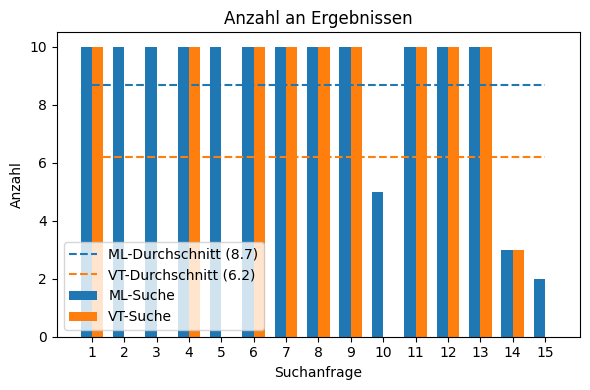 Anzahl an Ergebnissen
10
8
6
4
2
0
Anzahl
ML-Durchschnitt (8.7)
VT-Durchschnitt (6.2)
ML-Suche
VT-Suche
1 2 3 4 5 6 7 8 9 10 11 12 13 14 15
Suchanfrage